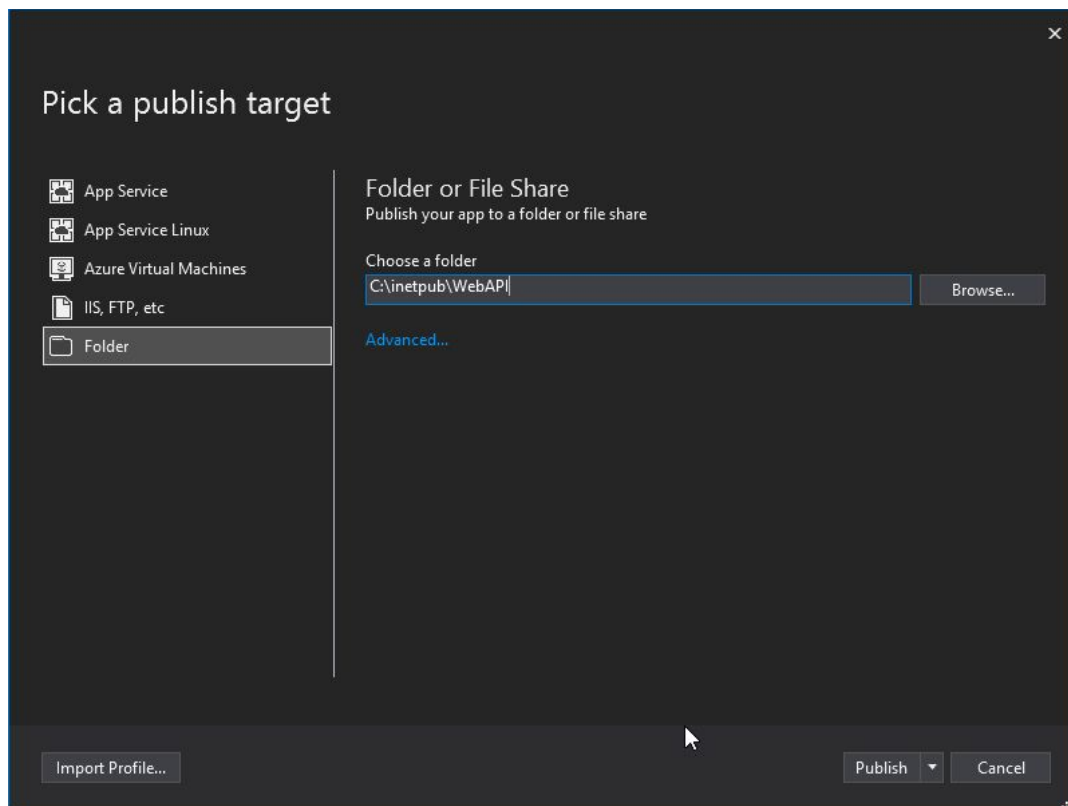 Pick a publish target
App Service
App Service Linux
Azure Virtual Machines
IIS, FTP, etc
Folder
Folder or File Share
Publish your app to a folder or file share
Choose a folder
C:\inetpub\WebAPI
Browse...
Advanced...
Import Profile...
Publish
Cancel